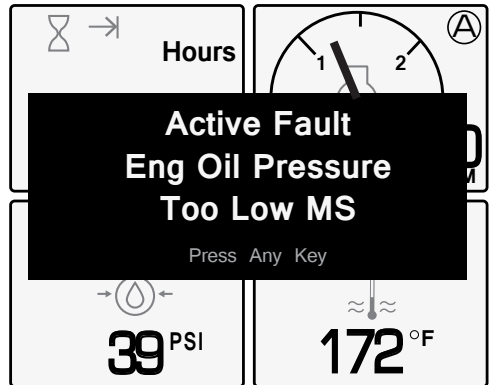 Hours
1 2
A
Active Fault
Eng Oil Pressure
Too Low MS
Press Any Key
39 PSI
172 °F